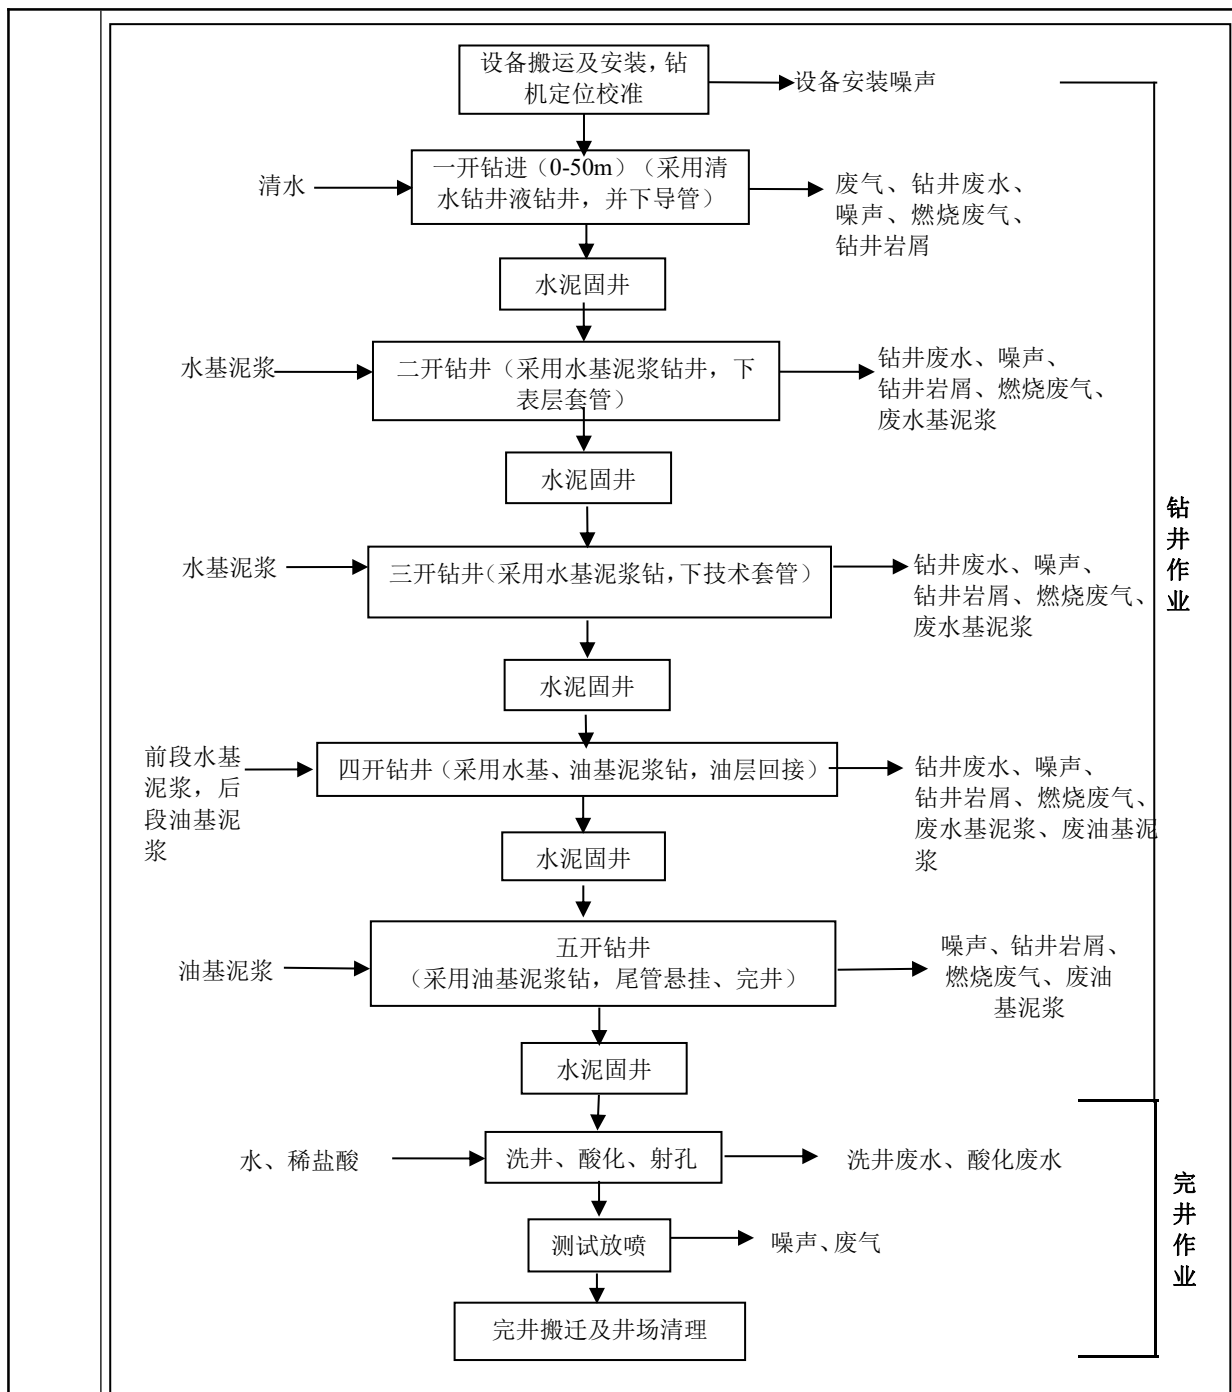 设备搬运及安装，钻
机定位校准
设备安装噪声
清水
一开钻进（0-50m）（采用清
水钻井液钻井，并下导管）
废气、钻井废水、
噪声、燃烧废气、
钻井岩屑
水泥固井
水基泥浆
二开钻井（采用水基泥浆钻井，下
表层套管）
钻井废水、噪声、
钻井岩屑、燃烧废气、
废水基泥浆
水泥固井
水基泥浆
三开钻井（采用水基泥浆钻，下技术套管）
钻井废水、噪声、
钻井岩屑、燃烧废气、
废水基泥浆
水泥固井
前段水基
泥浆，后
段油基泥
浆
四开钻井（采用水基、油基泥浆钻，油层回接）
钻井废水、噪声、
钻井岩屑、燃烧废气、
废水基泥浆、废油基泥
浆
水泥固井
油基泥浆
五开钻井
（采用油基泥浆钻，尾管悬挂、完井）
噪声、钻井岩屑、
燃烧废气、废油
基泥浆
水泥固井
钻井作业
水、稀盐酸
洗井、酸化、射孔
洗井废水、酸化废水
测试放喷
噪声、废气
完井搬迁及井场清理
完井作业